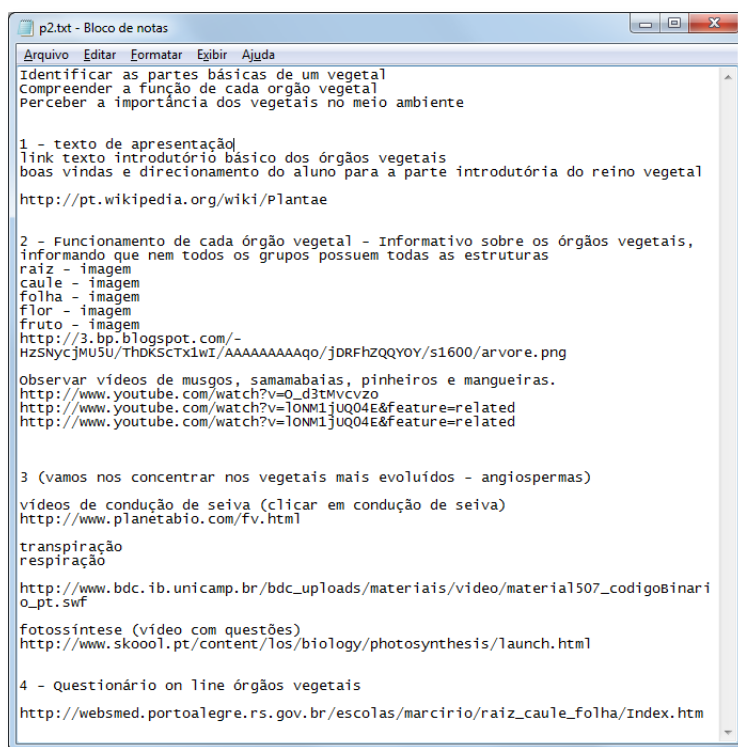 p2.txt - Bloco de notas
Arquivo Editar Formatar Exibir Ajuda
Identificar as partes básicas de um vegetal
Compreender a função de cada orgão vegetal
Perceber a importância dos vegetais no meio ambiente
1 - texto de apresentação
link texto introdutório básico dos órgãos vegetais
boas vindas e direcionamento do aluno para a parte introdutória do reino vegetal
http://pt.wikipedia.org/wiki/Plantae
2 - Funcionamento de cada órgão vegetal - Informativo sobre os órgãos vegetais,
informando que nem todos os grupos possuem todas as estruturas
raiz - imagem
caule - imagem
folha - imagem
flor - imagem
fruto - imagem
http://3.bp.blogspot.com/-
HzSNycjMU5U/ThDKScTx1wI/AAAAAAAAAqo/jDRFhZQQYOY/s1600/arvore.png
Observar vídeos de musgos, samambaias, pinheiros e mangueiras.
http://www.youtube.com/watch?v=O_d3tMvcvzo
http://www.youtube.com/watch?v=lONM1jUQO4E&feature=related
http://www.youtube.com/watch?v=lONM1jUQO4E&feature=related
3 (vamos nos concentrar nos vegetais mais evoluídos - angiospermas)
vídeos de condução de seiva (clicar em condução de seiva)
http://www.planetabio.com/fv.html
transpiração
respiração
http://www.bdc.ib.unicamp.br/bdc_uploads/materiais/video/material507_codigoBinari
o_pt.swf
fotossíntese (vídeo com questões)
http://www.skoool.pt/content/los/biology/photosynthesis/launch.html
4 - Questionário on line órgãos vegetais
http://websmed.portoalegre.rs.gov.br/escolas/marcirio/raiz_caule_folha/Index.htm